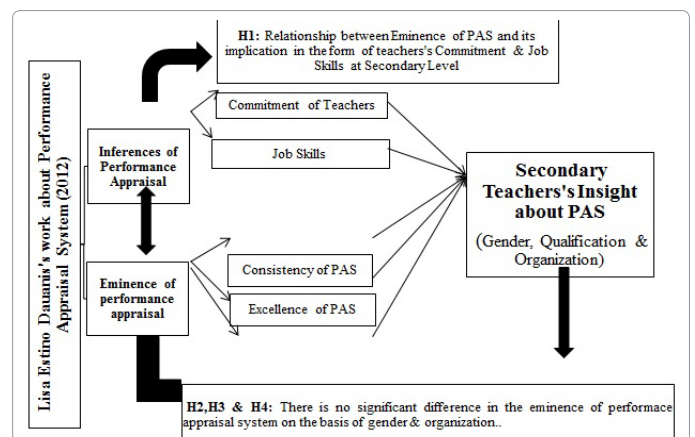 Lisa Estino Dauanis's work about Performance
Appraisal System (2012)
H1: Relationship between Eminence of PAS and its
implication in the form of teachers's Commitment & Job
Skills at Secondary Level
Commitment of Teachers
Inferences of
Performance
Appraisal
Job Skills
Secondary
Teachers's Insight
about PAS
(Gender, Qualification &
Organization)
Eminence of
performance
appraisal
Consistency of PAS
Excellence of PAS
H2,H3 & H4: There is no significant difference in the eminence of performace
appraisal system on the basis of gender & organization..